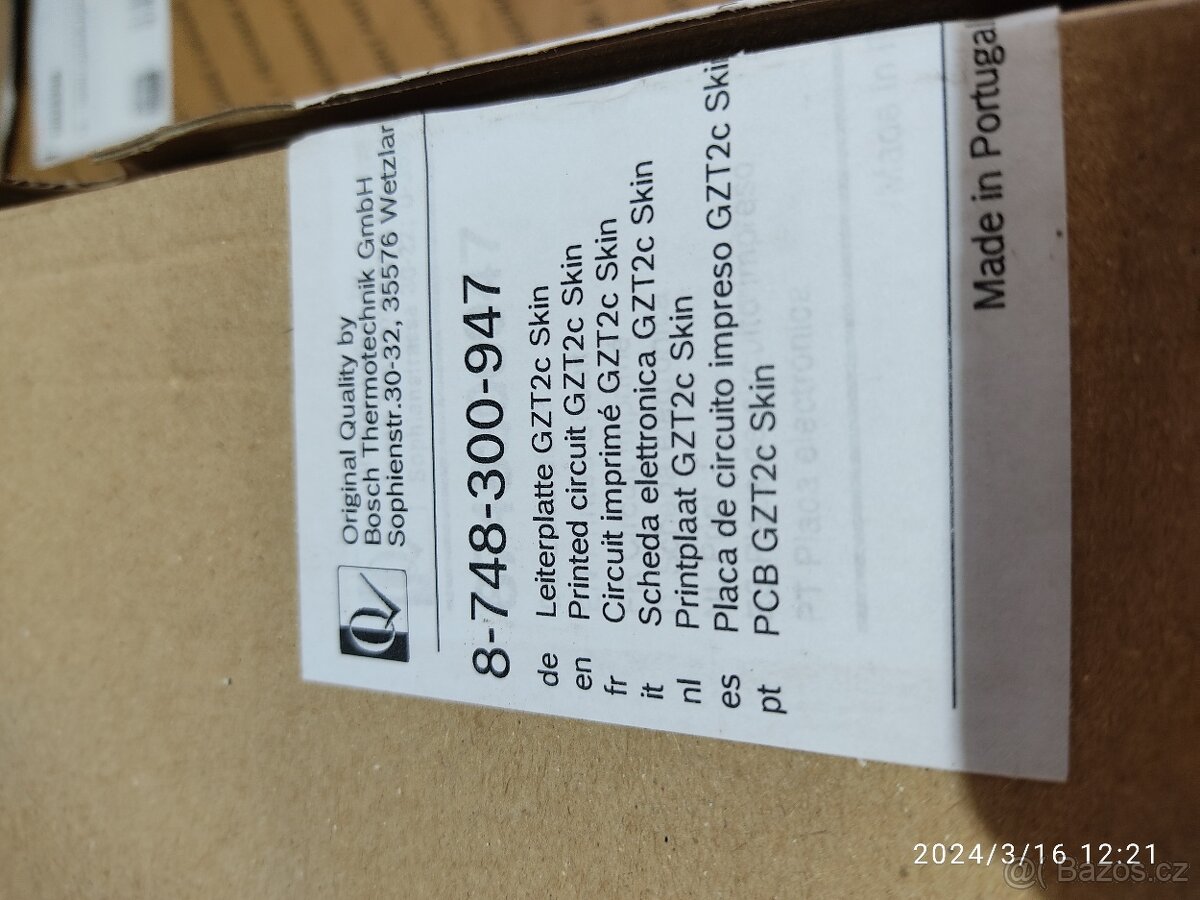 Original Quality by
Bosch Thermotechnik GmbH
Sophienstr.30-32, 35576 Wetzlar
8-748-300-947
de Leiterplatte GZT2c Skin
en Printed circuit GZT2c Skin
fr Circuit imprimé GZT2c Skin
it Scheda elettronica GZT2c Skin
nl Printplaat GZT2c Skin
es Placa de circuito impreso GZT2c Skin
pt PCB GZT2c Skin
Made in Portugal
2024/3/16 12:21
Bazoš.cz